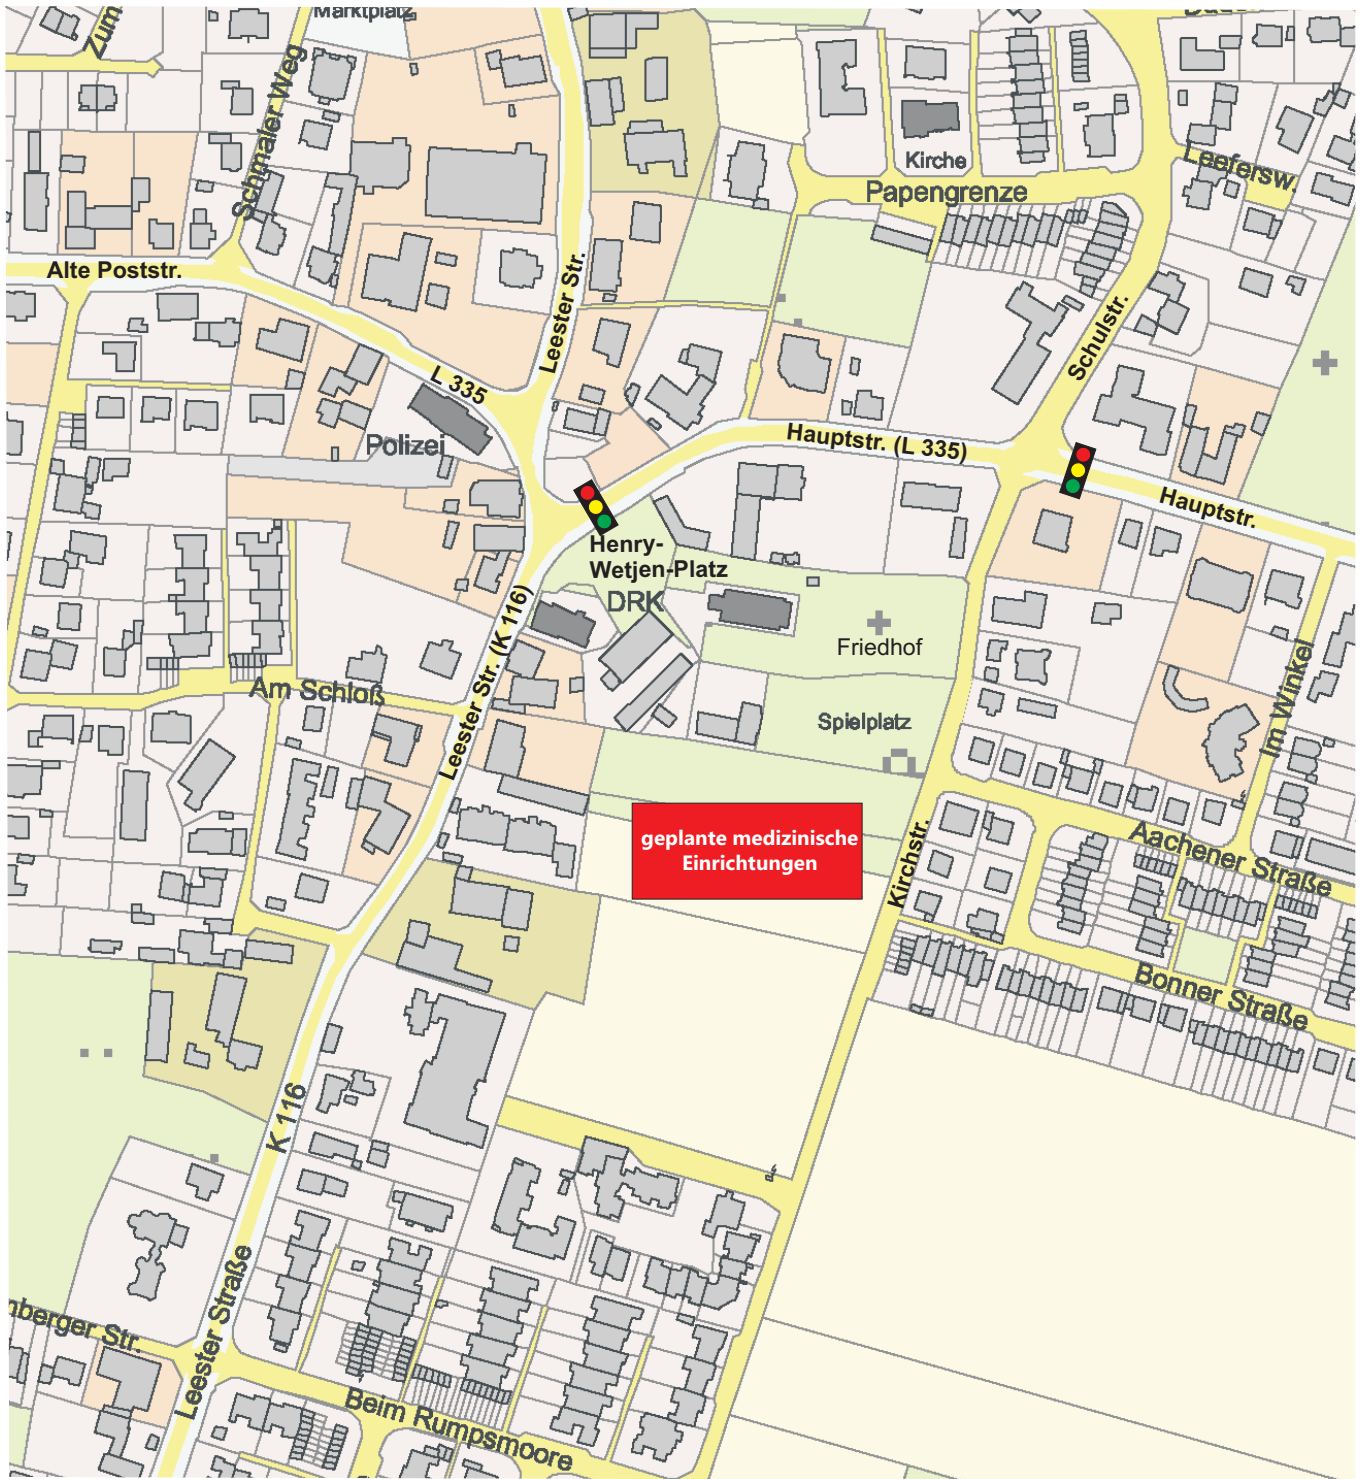 Marktplatz
Zum
Schmaler Weg
Kirche
Leefersw.
Papengrenze
Alte Poststr.
Leester Str.
Schulstr.
L 335
Polizei
Hauptstr. (L 335)
Hauptstr.
Henry-
Wetjen-Platz
DRK
Friedhof
Leester Str. (K 116)
Am Schloß
Spielplatz
Im Winkel
geplante medizinische
Einrichtungen
Kirchstr.
Aachener Straße
Bonner Straße
K 116
Leester Straße
nberger Str.
Beim Rumpsmoore